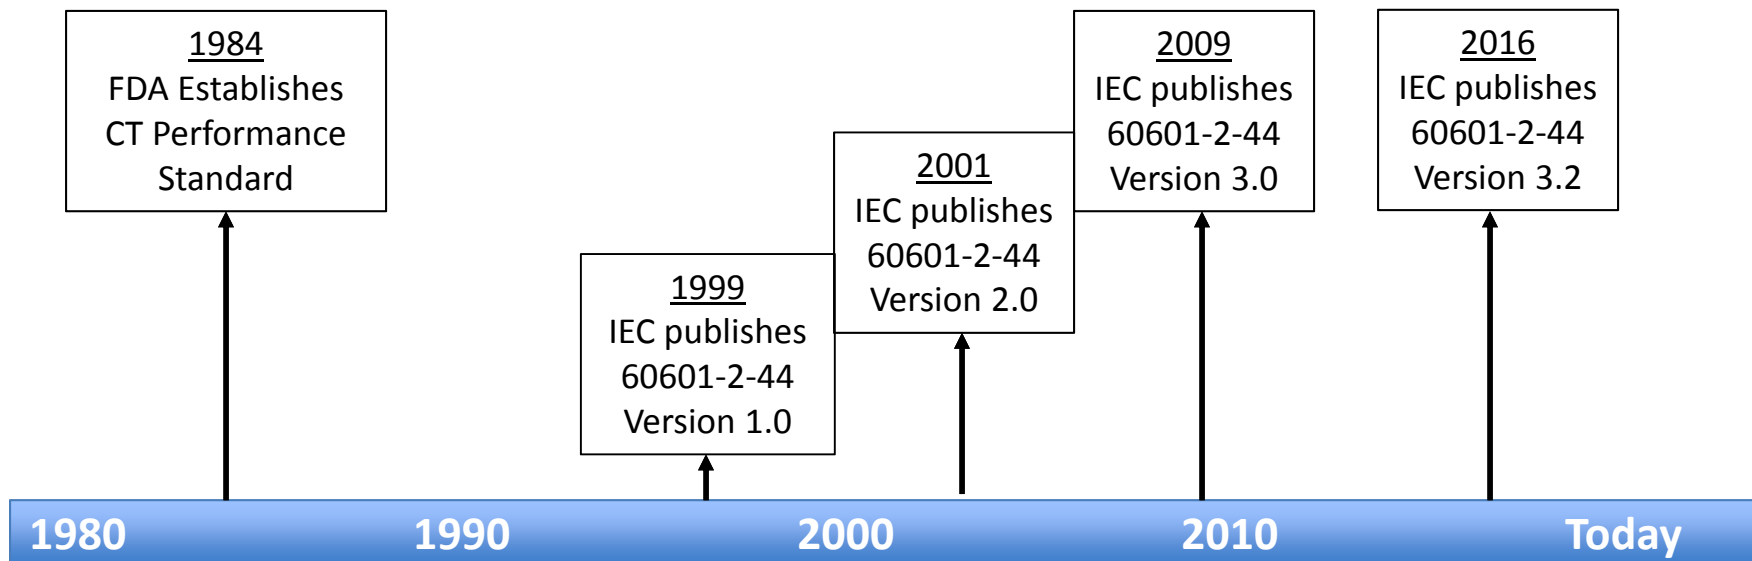 1984
FDA Establishes
CT Performance
Standard
1999
IEC publishes
60601-2-44
Version 1.0
2001
IEC publishes
60601-2-44
Version 2.0
2009
IEC publishes
60601-2-44
Version 3.0
2016
IEC publishes
60601-2-44
Version 3.2
1980 1990 2000 2010 Today